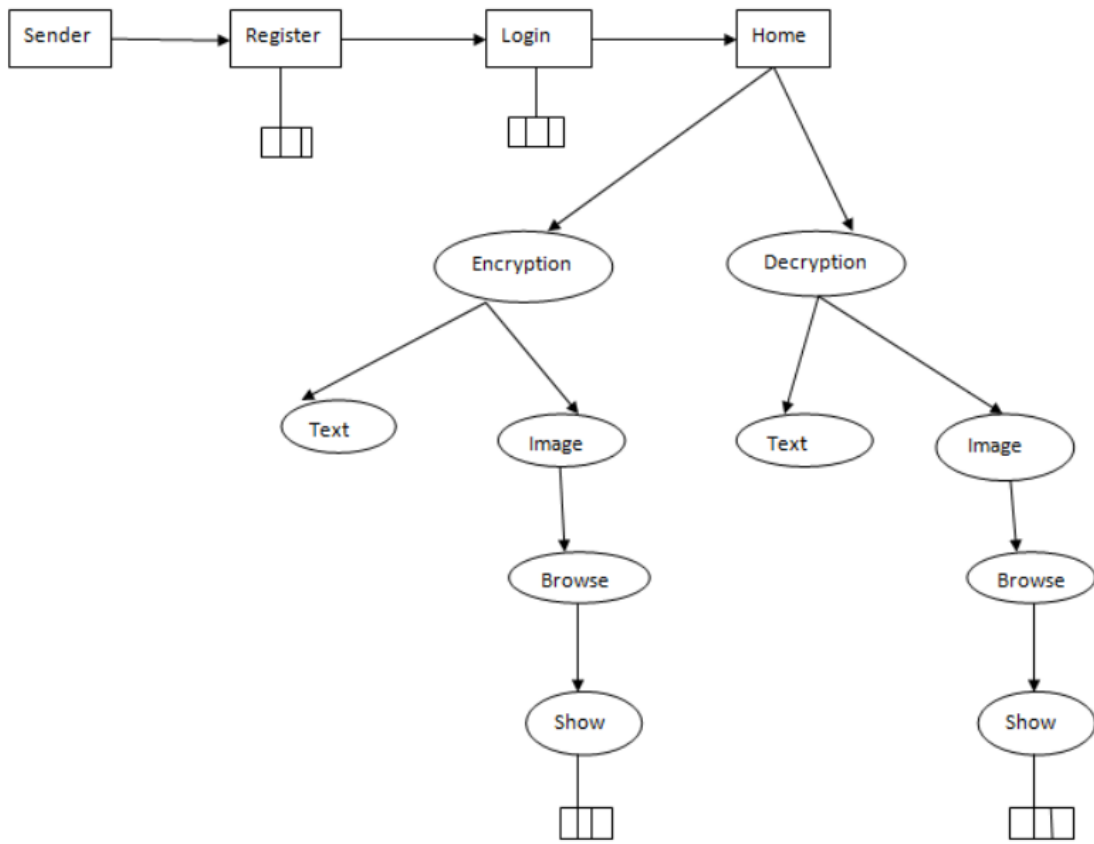 Sender
Register
Login
Home
Encryption
Decryption
Text
Image
Text
Image
Browse
Browse
Show
Show